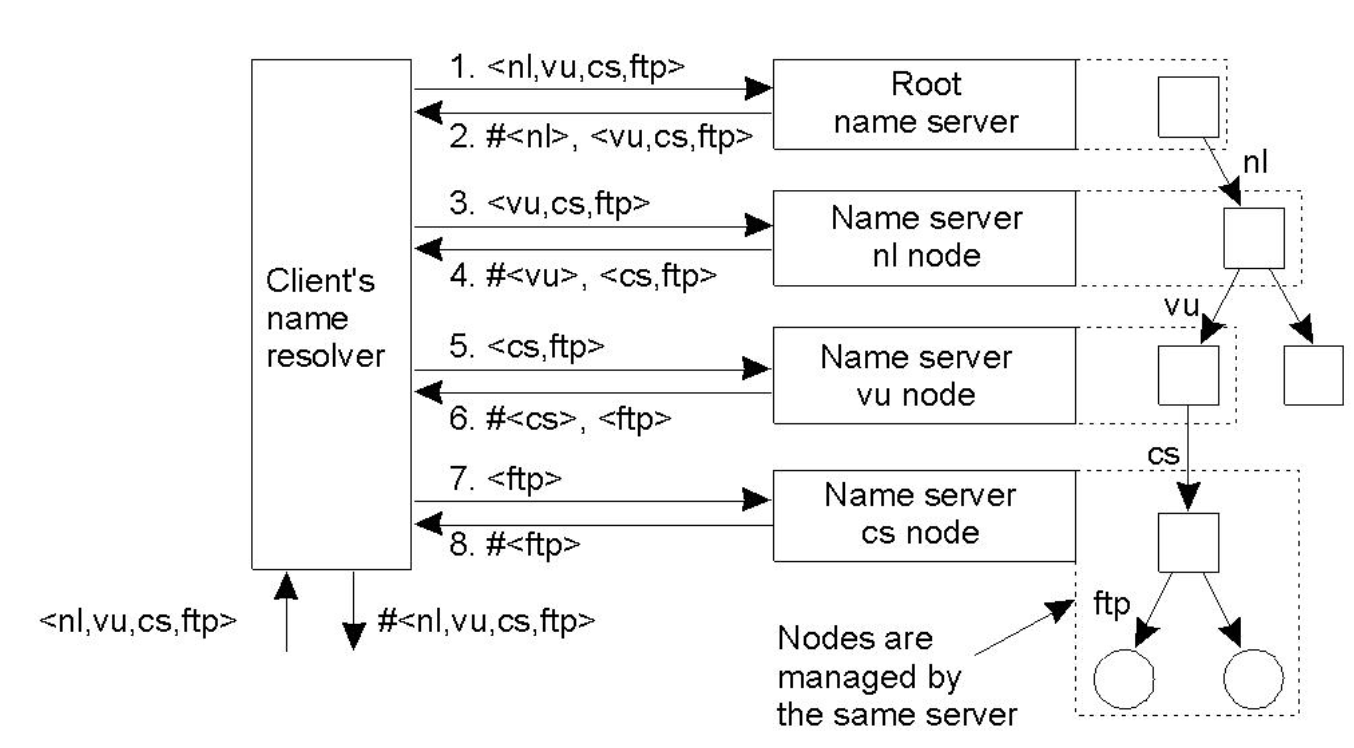 1. <nl,vu,cs,ftp>
Root
name server
2. #<nl>, <vu,cs,ftp>
nl
3. <vu,cs,ftp>
Name server
nl node
4. #<vu>, <cs,ftp>
vu
Client's
name
resolver
5. <cs,ftp>
Name server
vu node
6. #<cs>, <ftp>
cs
7. <ftp>
Name server
cs node
8. #<ftp>
ftp
<nl,vu,cs,ftp>
#<nl,vu,cs,ftp>
Nodes are
managed by
the same server